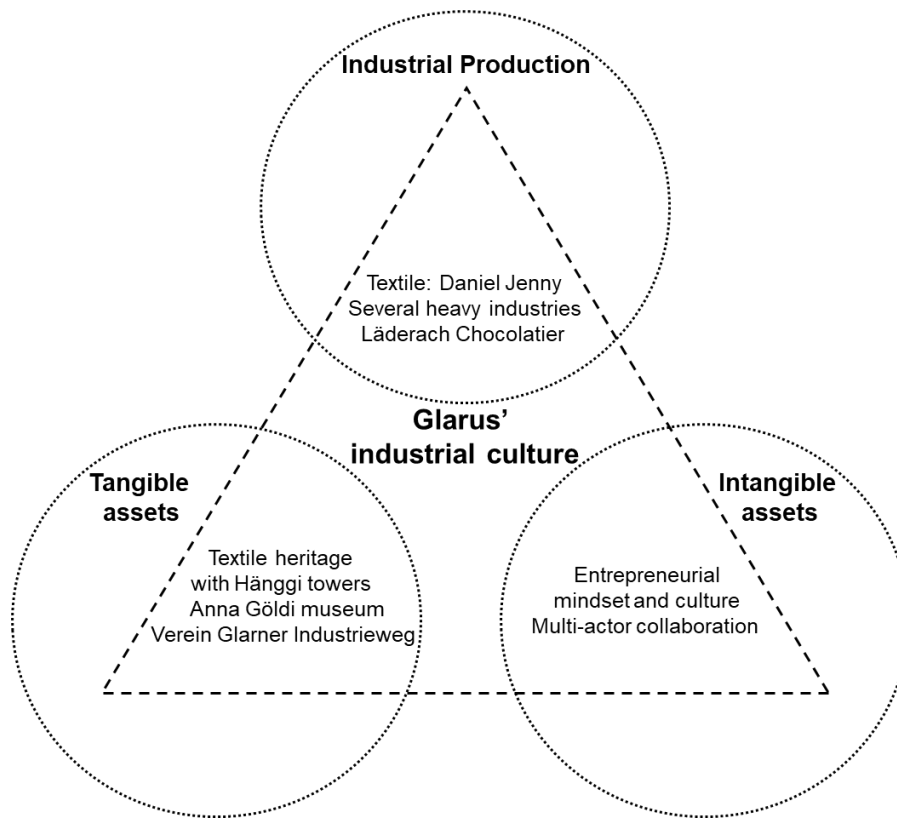 Industrial Production
Textile: Daniel Jenny
Several heavy industries
Läderach Chocolatier
Glarus’
industrial culture
Tangible
assets
Textile heritage
with Hänggi towers
Anna Göldi museum
Verein Glarner Industrieweg
Intangible
assets
Entrepreneurial
mindset and culture
Multi-actor collaboration